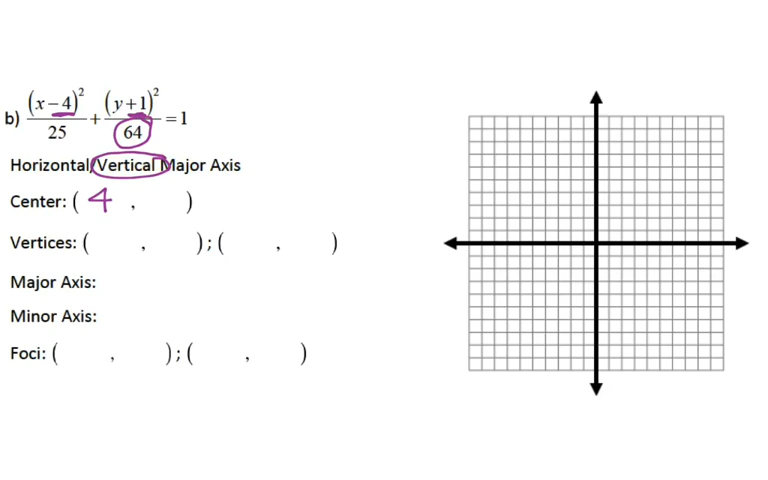 b) (x-4)²/25 + (y+1)²/64 = 1
Horizontal/Vertical Major Axis
Center: ( 4 , )
Vertices: ( , ) ; ( , )
Major Axis:
Minor Axis:
Foci: ( , ) ; ( , )